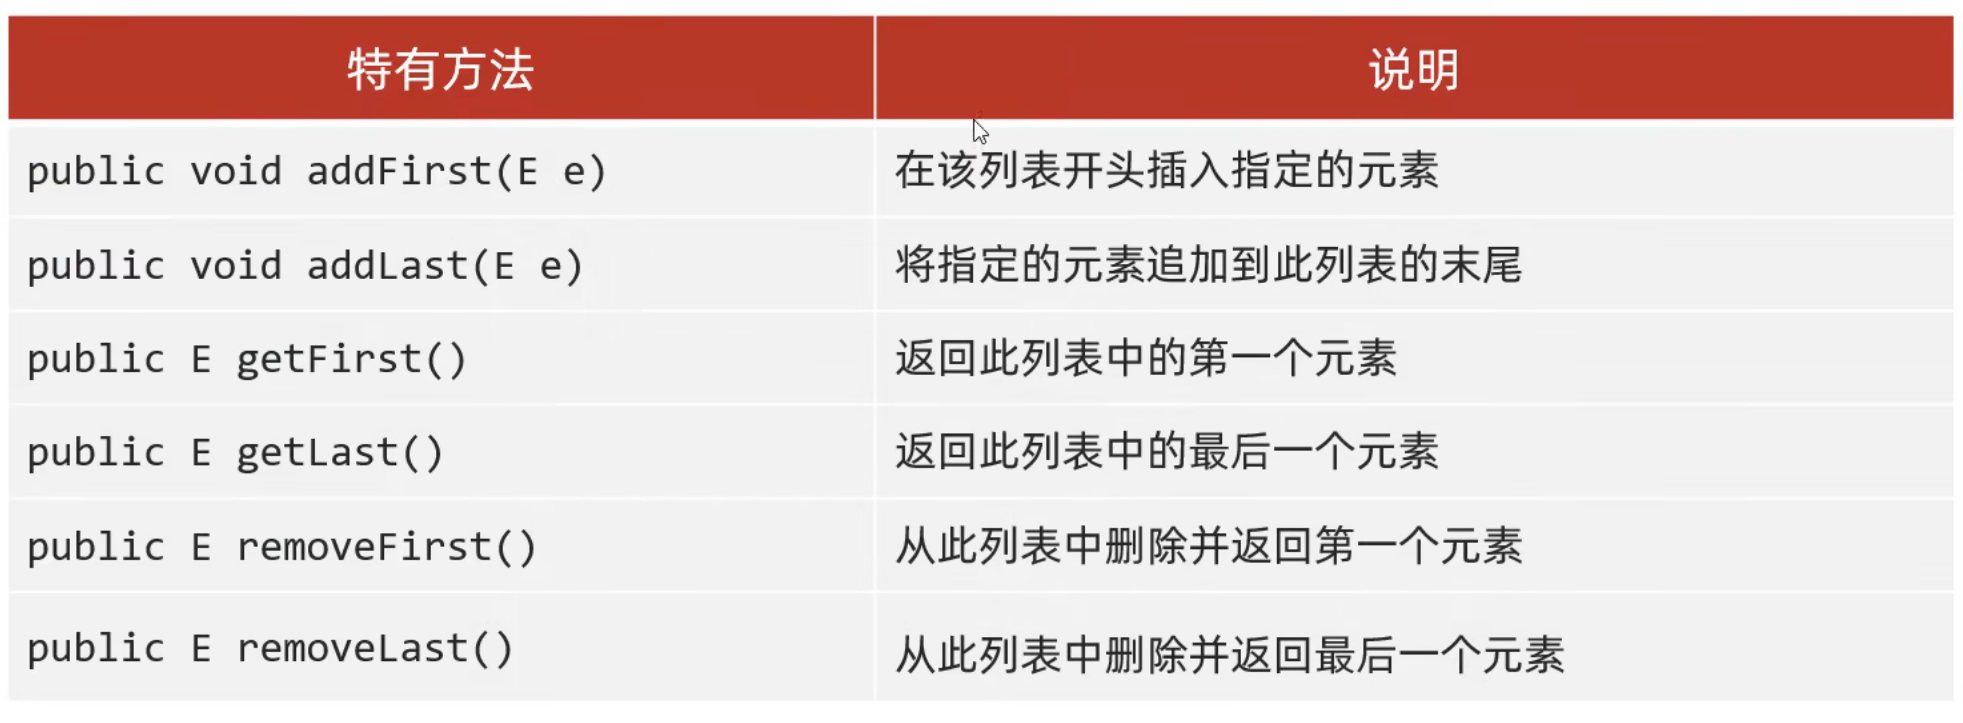 特有方法 说明
public void addFirst(E e) 在该列表开头插入指定的元素
public void addLast(E e) 将指定的元素追加到此列表的末尾
public E getFirst() 返回此列表中的第一个元素
public E getLast() 返回此列表中的最后一个元素
public E removeFirst() 从此列表中删除并返回第一个元素
public E removeLast() 从此列表中删除并返回最后一个元素